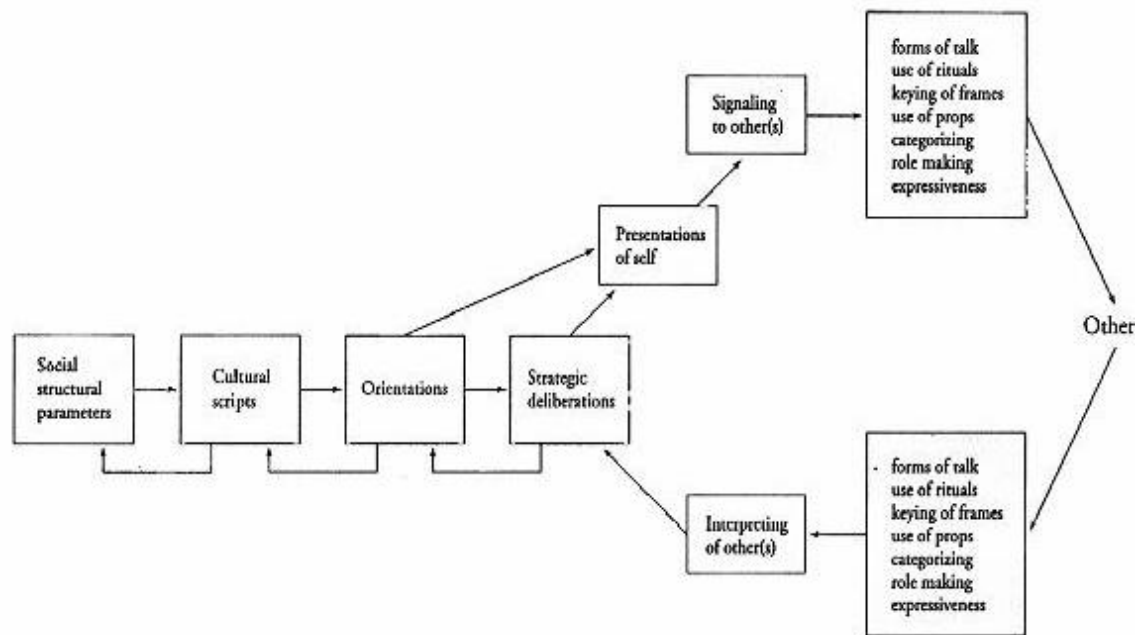 forms of talk
use of rituals
keying of frames
use of props
categorizing
role making
expressiveness
Signaling
to other(s)
Presentations
of self
Other
Social
structural
parameters
Cultural
scripts
Orientations
Strategic
deliberations
Interpreting
of other(s)
forms of talk
use of rituals
keying of frames
use of props
categorizing
role making
expressiveness